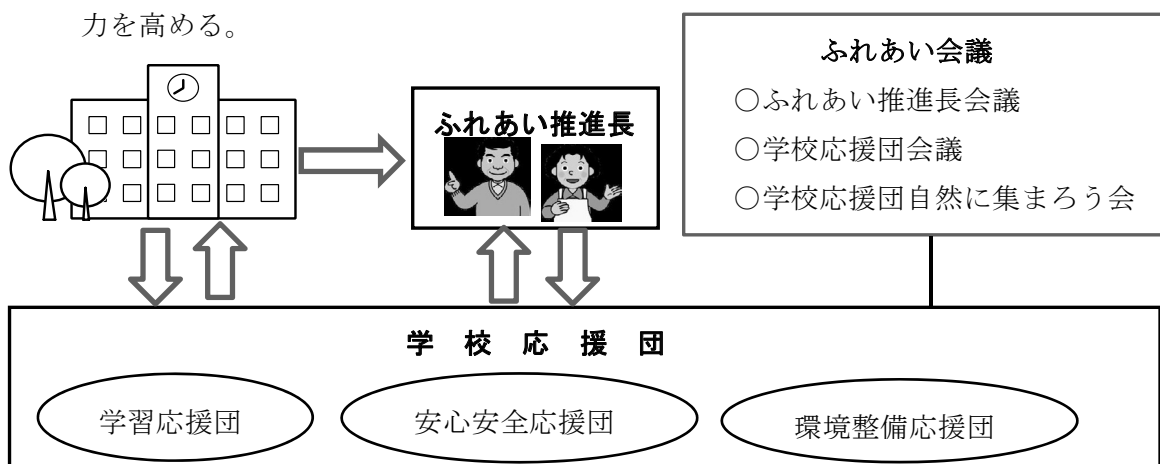 力を高める。
ふれあい推進長
ふれあい会議
○ふれあい推進長会議
○学校応援団会議
○学校応援団自然に集まろう会
学校応援団
学習応援団
安心安全応援団
環境整備応援団